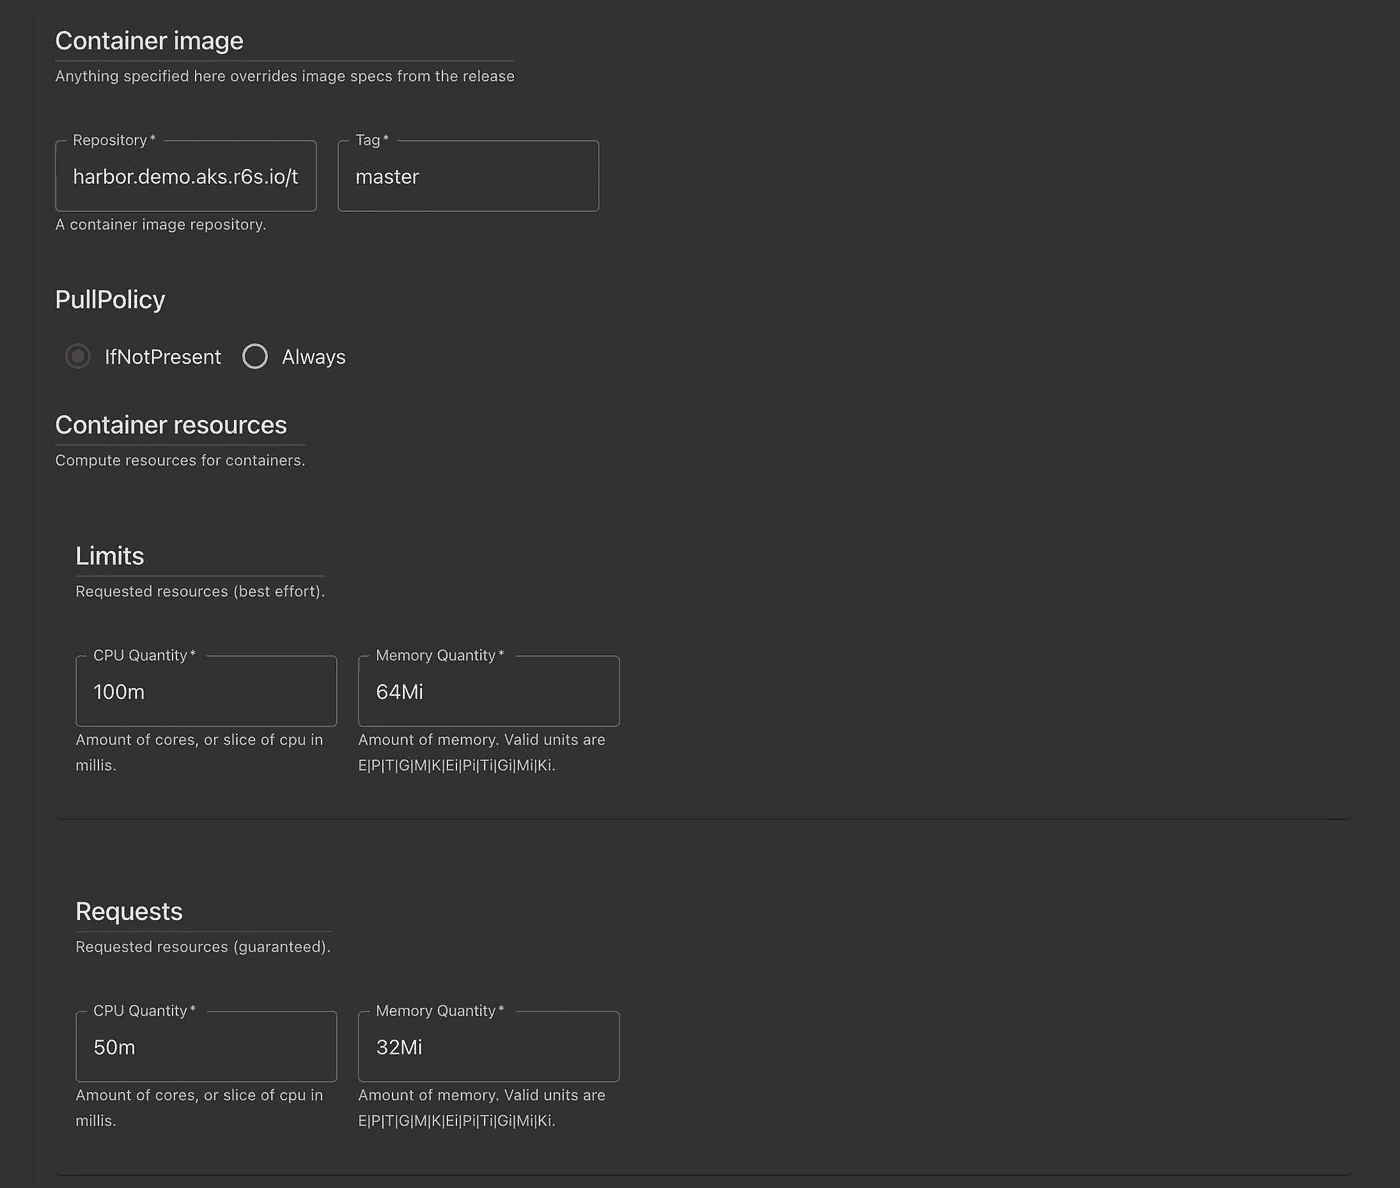 Container image
Anything specified here overrides image specs from the release
Repository *
Tag *
harbor.demo.aks.r6s.io/t
master
A container image repository.
PullPolicy
IfNotPresent
Always
Container resources
Compute resources for containers.
Limits
Requested resources (best effort).
CPU Quantity *
Memory Quantity *
100m
64Mi
Amount of cores, or slice of cpu in
millis.
Amount of memory. Valid units are
E|P|T|G|M|K|Ei|Pi|Ti|Gi|Mi|Ki.
Requests
Requested resources (guaranteed).
CPU Quantity *
Memory Quantity *
50m
32Mi
Amount of cores, or slice of cpu in
millis.
Amount of memory. Valid units are
E|P|T|G|M|K|Ei|Pi|Ti|Gi|Mi|Ki.